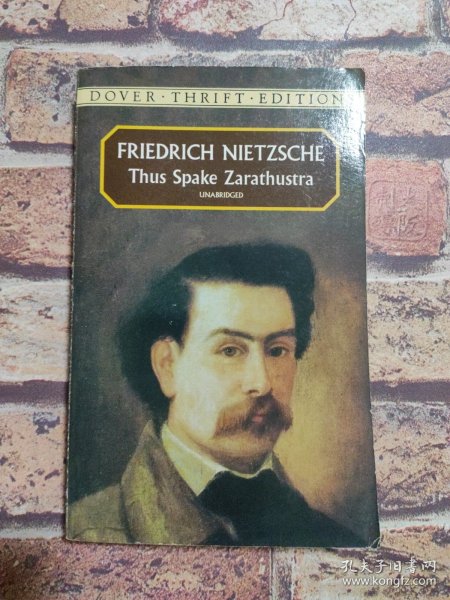 DOVER · THRIFT · EDITION
FRIEDRICH NIETZSCHE
Thus Spake Zarathustra
UNABRIDGED
孔夫子旧书网
www.kongfz.com